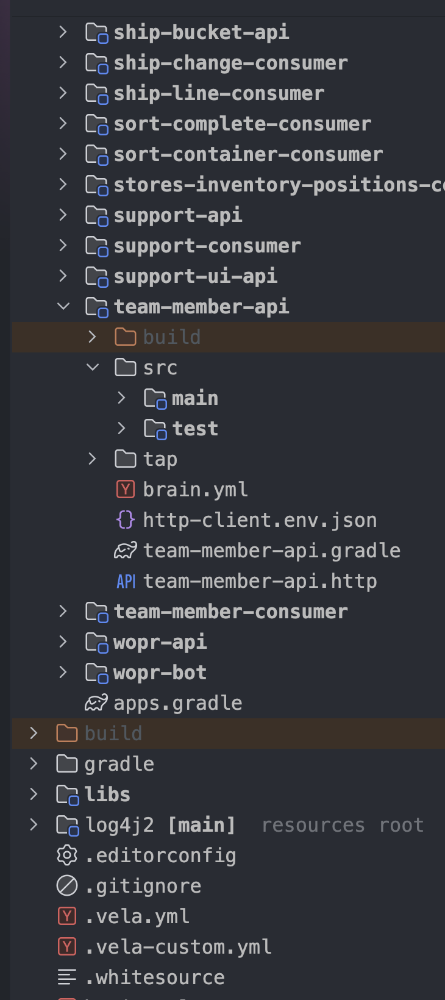 ship-bucket-api
ship-change-consumer
ship-line-consumer
sort-complete-consumer
sort-container-consumer
stores-inventory-positions-c
support-api
support-consumer
support-ui-api
team-member-api
build
src
main
test
tap
Y brain.yml
{} http-client.env.json
team-member-api.gradle
API team-member-api.http
team-member-consumer
wopr-api
wopr-bot
apps.gradle
build
gradle
libs
log4j2 [main] resources root
.editorconfig
.gitignore
Y .vela.yml
Y .vela-custom.yml
.whitesource